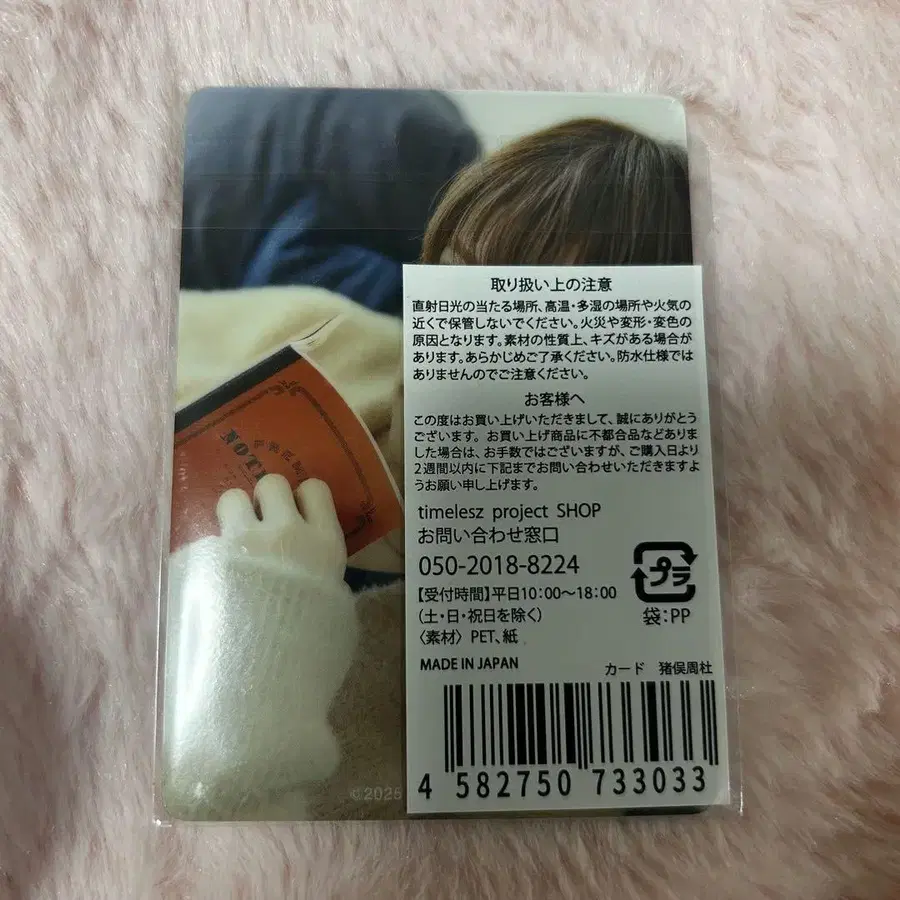 取り扱い上の注意
直射日光の当たる場所、高温・多湿の場所や火気の
近くで保管しないでください。火災や変形・変色の
原因となります。素材の性質上、キズがある場合が
あります。あらかじめご了承ください。防水仕様では
ありませんのでご注意ください。
お客様へ
この度はお買い上げいただきまして、誠にありがとう
ございます。お買い上げ商品に不都合品などありまし
た場合は、お手数ではございますが、ご購入日より
2週間以内に下記までお問い合わせいただきますよ
うお願い申し上げます。
timelesz project SHOP
お問い合わせ窓口
050-2018-8224
【受付時間】平日10:00〜18:00
(土・日・祝日を除く)
〈素材〉PET、紙
プラ
袋:PP
MADE IN JAPAN
カード 猪俣周杜
4 582750 733033
©2025